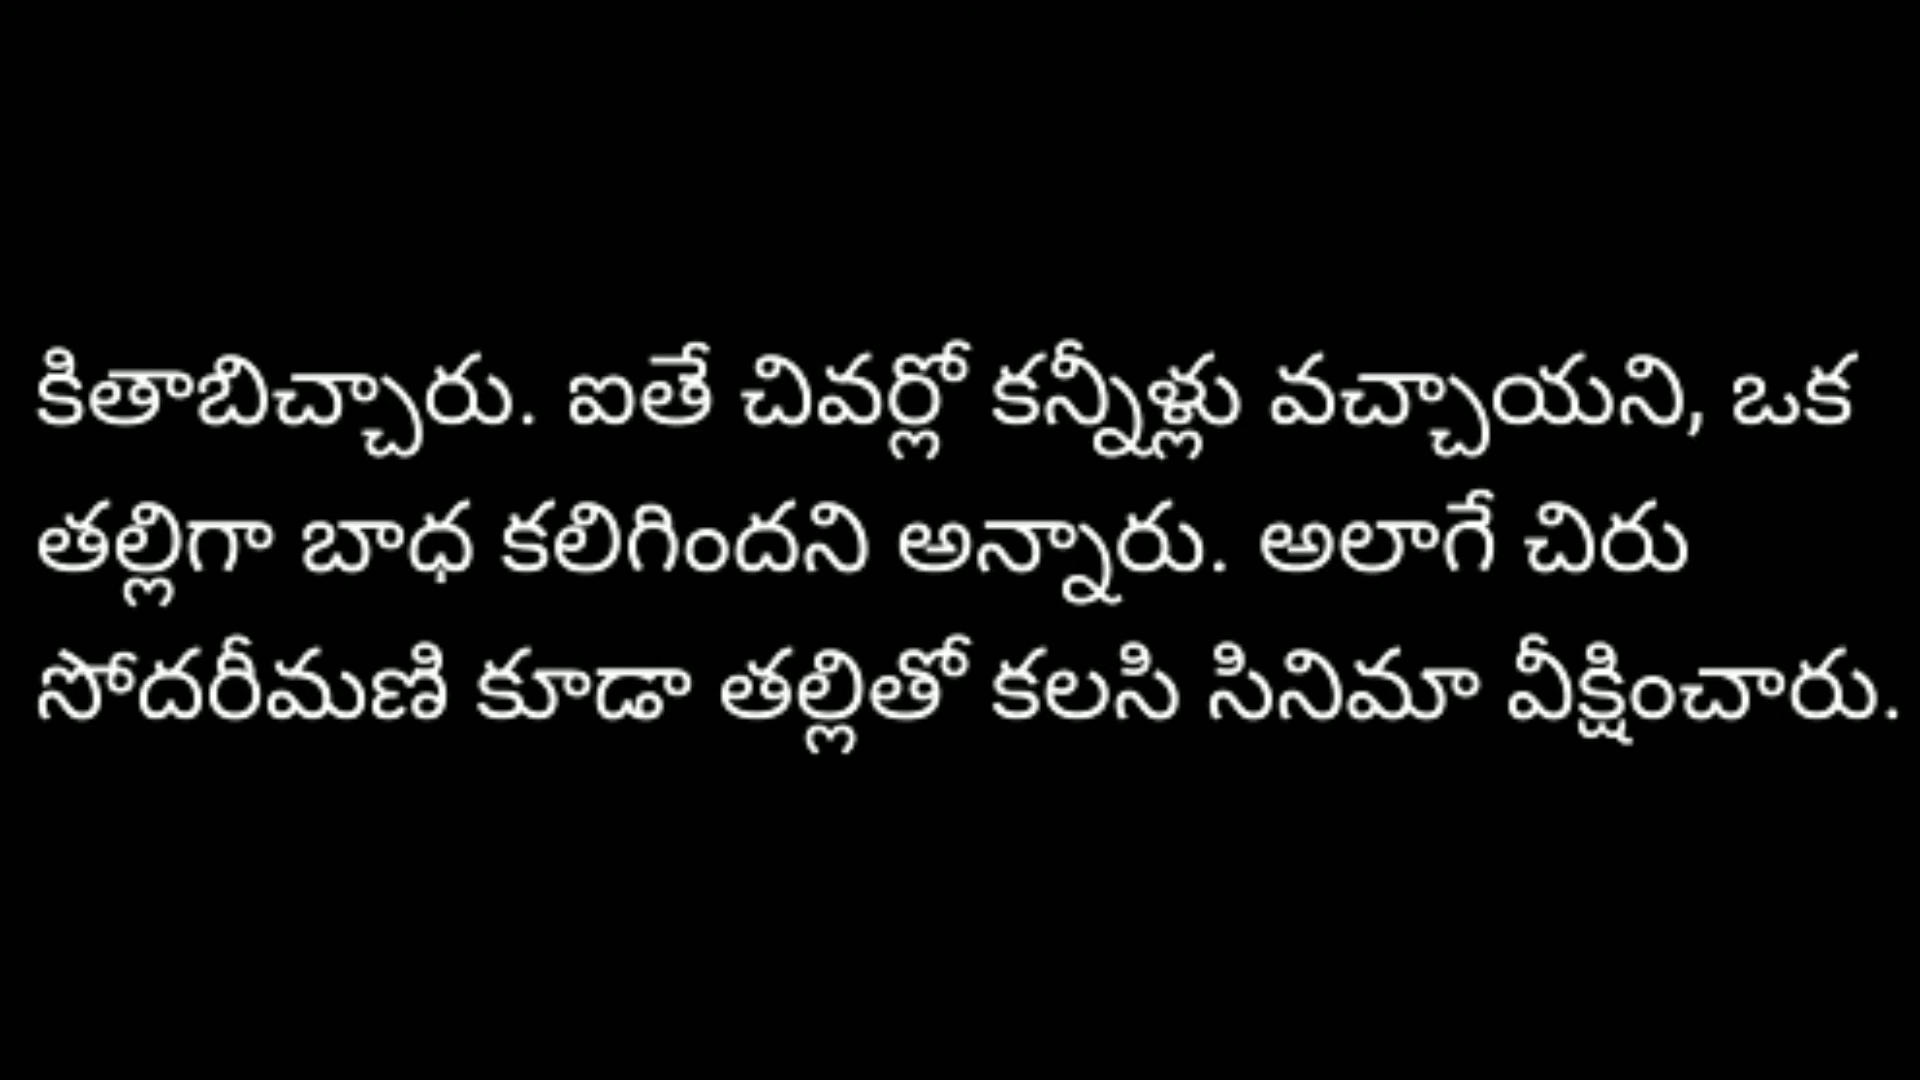 కితాబిచ్చారు. ఐతే చివర్లో కన్నీళ్లు వచ్చాయని, ఒక
తల్లిగా బాధ కలిగిందని అన్నారు. అలాగే చిరు
సోదరీమణి కూడా తల్లితో కలసి సినిమా వీక్షించారు.